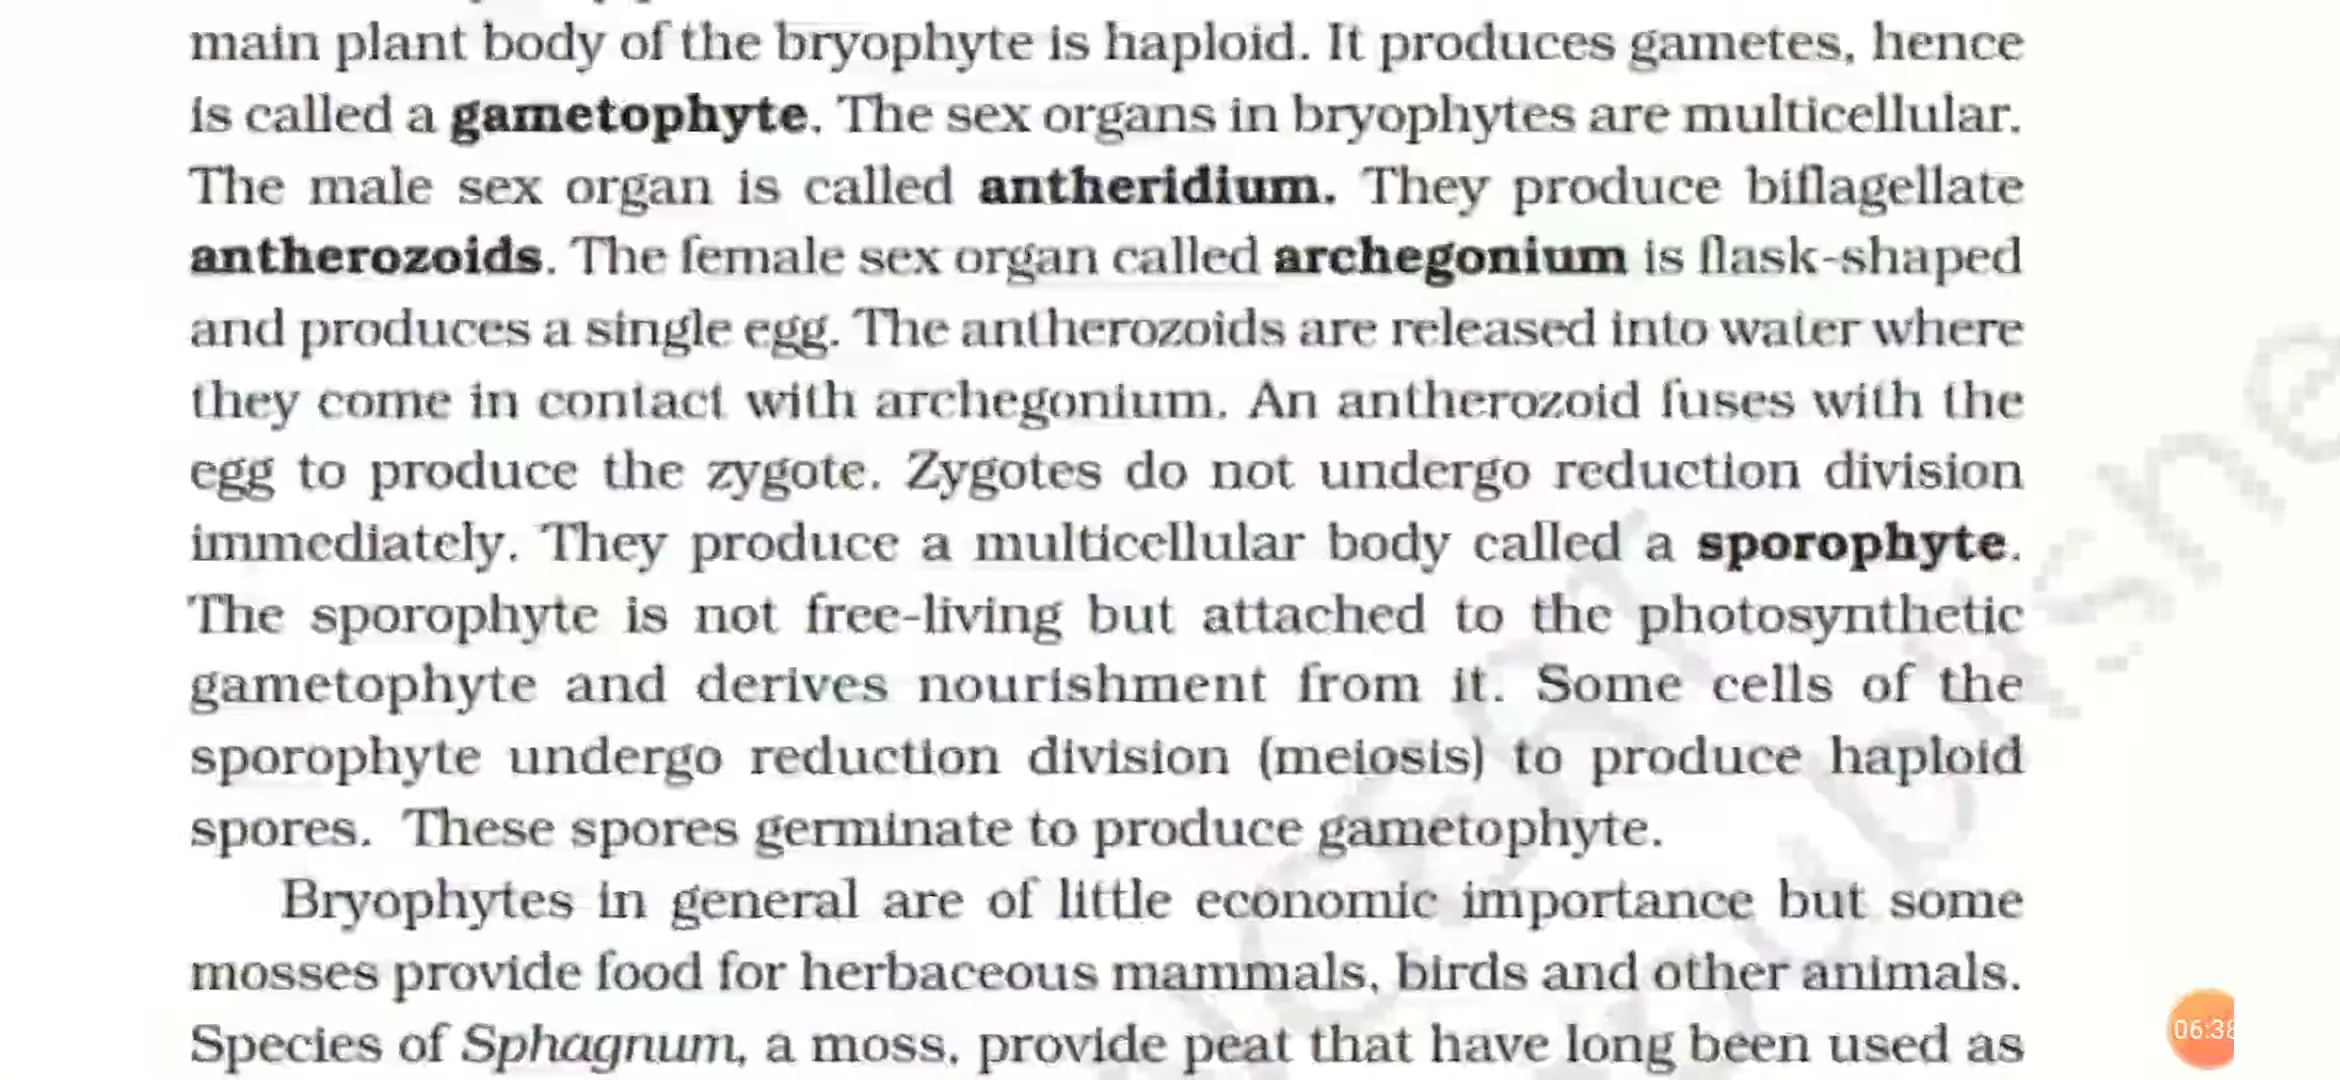 main plant body of the bryophyte is haploid. It produces gametes, hence
is called a gametophyte. The sex organs in bryophytes are multicellular.
The male sex organ is called antheridium. They produce biflagellate
antherozoids. The female sex organ called archegonium is flask-shaped
and produces a single egg. The antherozoids are released into water where
they come in contact with archegonium. An antherozoid fuses with the
egg to produce the zygote. Zygotes do not undergo reduction division
immediately. They produce a multicellular body called a sporophyte.
The sporophyte is not free-living but attached to the photosynthetic
gametophyte and derives nourishment from it. Some cells of the
sporophyte undergo reduction division (meiosis) to produce haploid
spores. These spores germinate to produce gametophyte.
Bryophytes in general are of little economic importance but some
mosses provide food for herbaceous mammals, birds and other animals.
Species of Sphagnum, a moss, provide peat that have long been used as
06:38